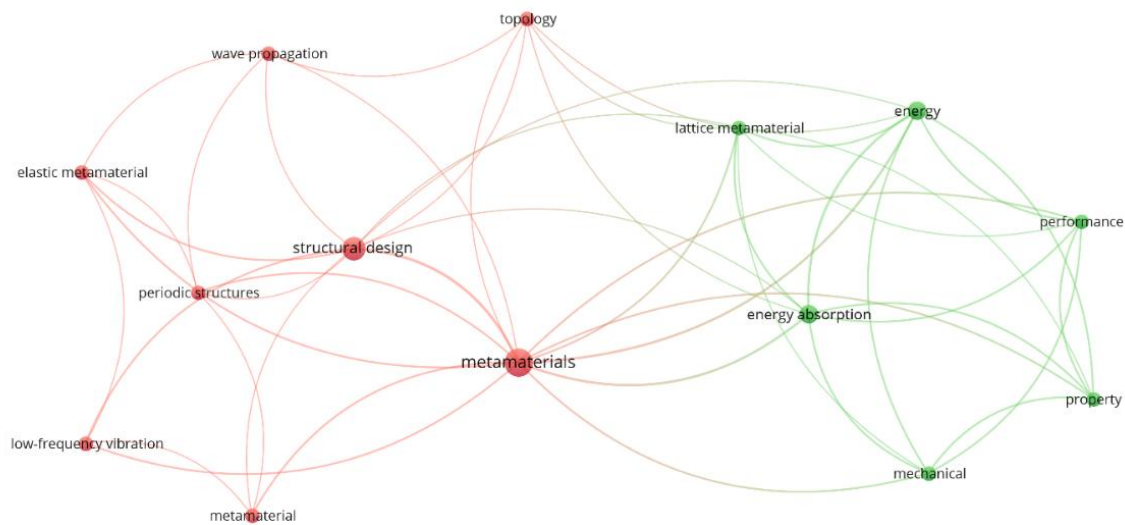 topology
wave propagation
energy
lattice metamaterial
elastic metamaterial
performance
structural design
periodic structures
energy absorption
metamaterials
property
low-frequency vibration
mechanical
metamaterial